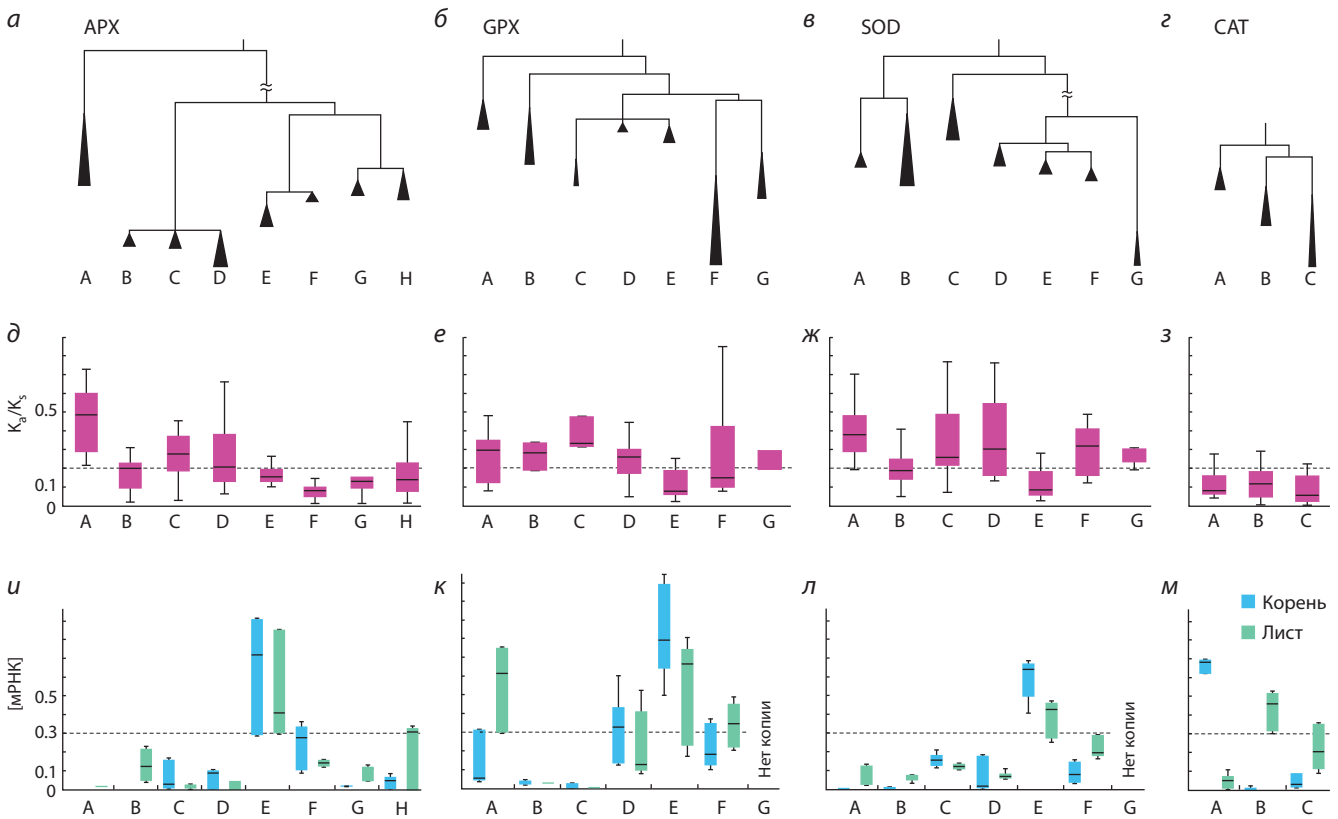 а APX б GPX в SOD г CAT
A B C D E F G H A B C D E F G A B C D E F G A B C
д е ж з
Ka/Ks
0.5
0.1
0
A B C D E F G H A B C D E F G A B C D E F G A B C
и к л м
Корень
Лист
[мРНК]
0.5
0.3
0.1
0
Нет копии Нет копии
A B C D E F G H A B C D E F G A B C D E F G A B C